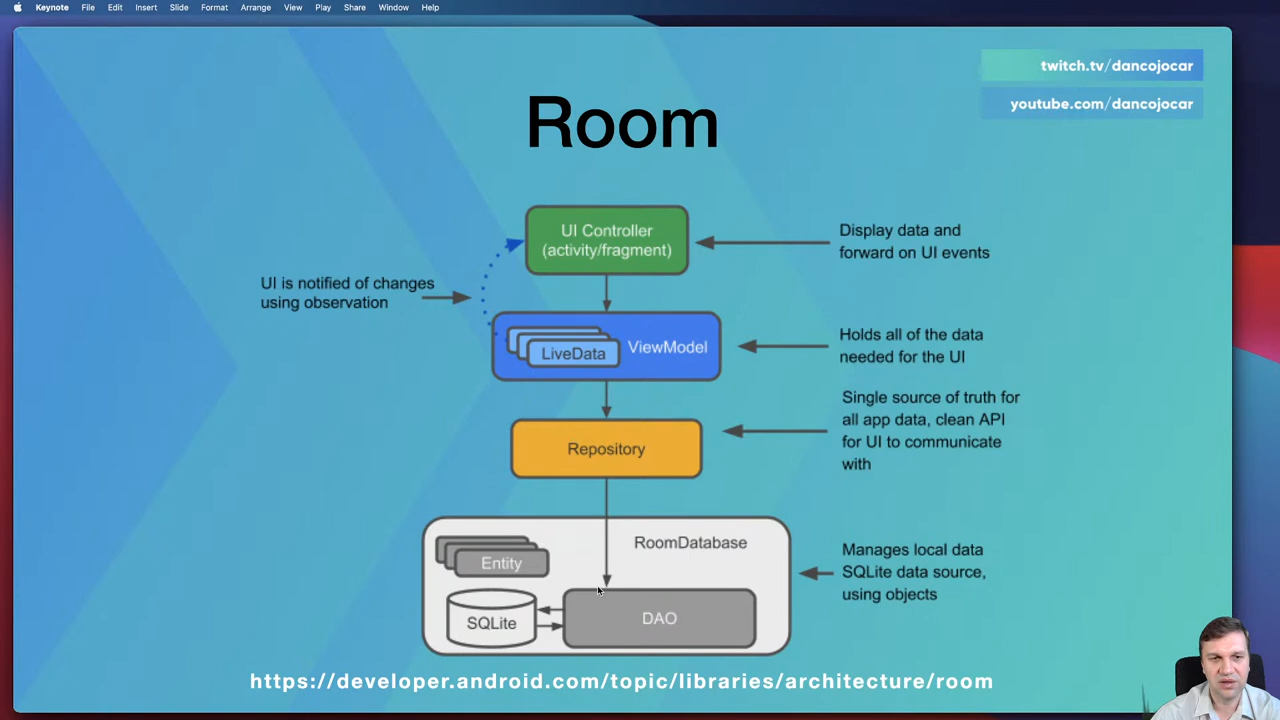 Keynote File Edit Insert Slide Format Arrange View Play Share Window Help
twitch.tv/dancojocar
youtube.com/dancojocar
Room
UI Controller
(activity/fragment)
Display data and
forward on UI events
UI is notified of changes
using observation
LiveData
ViewModel
Holds all of the data
needed for the UI
Repository
Single source of truth for
all app data, clean API
for UI to communicate
with
RoomDatabase
Entity
SQLite
DAO
Manages local data
SQLite data source,
using objects
https://developer.android.com/topic/libraries/architecture/room